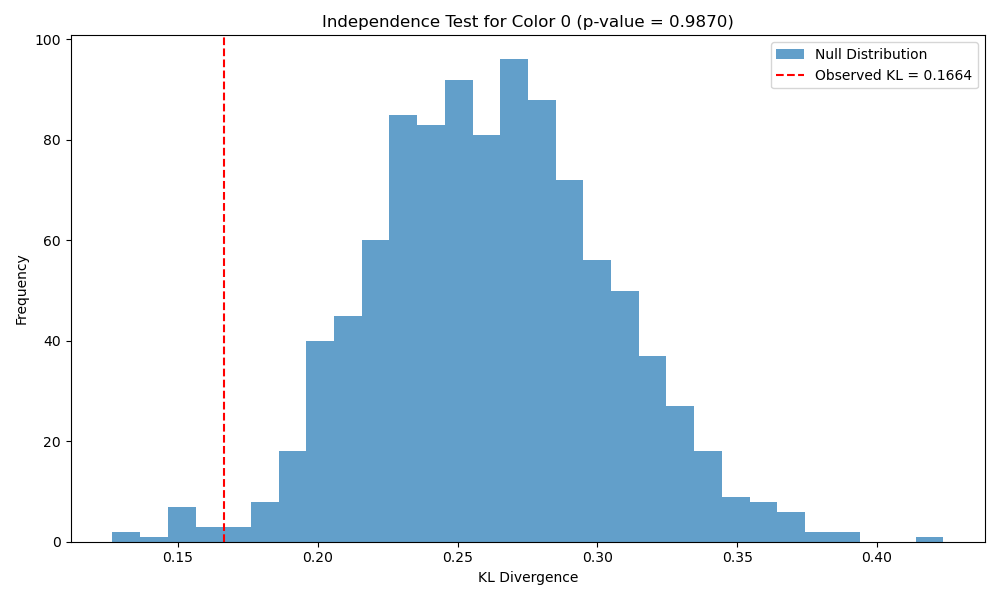 Independence Test for Color 0 (p-value = 0.9870)
Null Distribution
Observed KL = 0.1664
100
80
60
40
20
0
Frequency
0.15
0.20
0.25
0.30
0.35
0.40
KL Divergence